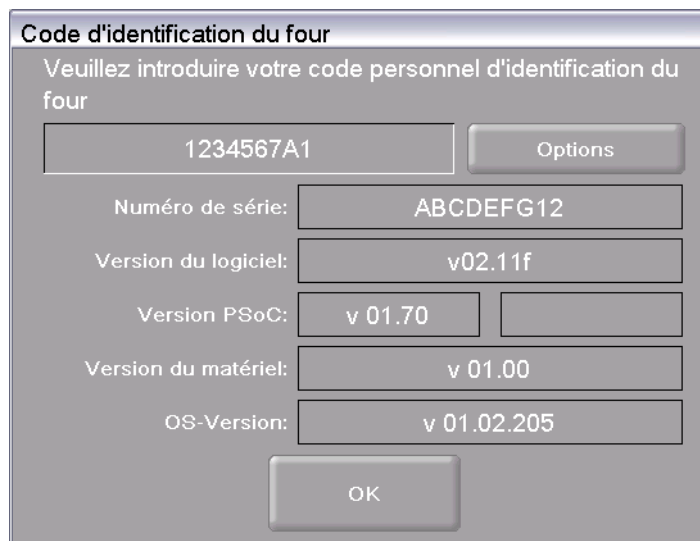 Code d'identification du four
Veuillez introduire votre code personnel d'identification du
four
1234567A1 Options
Numéro de série: ABCDEFG12
Version du logiciel: v02.11f
Version PSoC: v 01.70
Version du matériel: v 01.00
OS-Version: v 01.02.205
OK